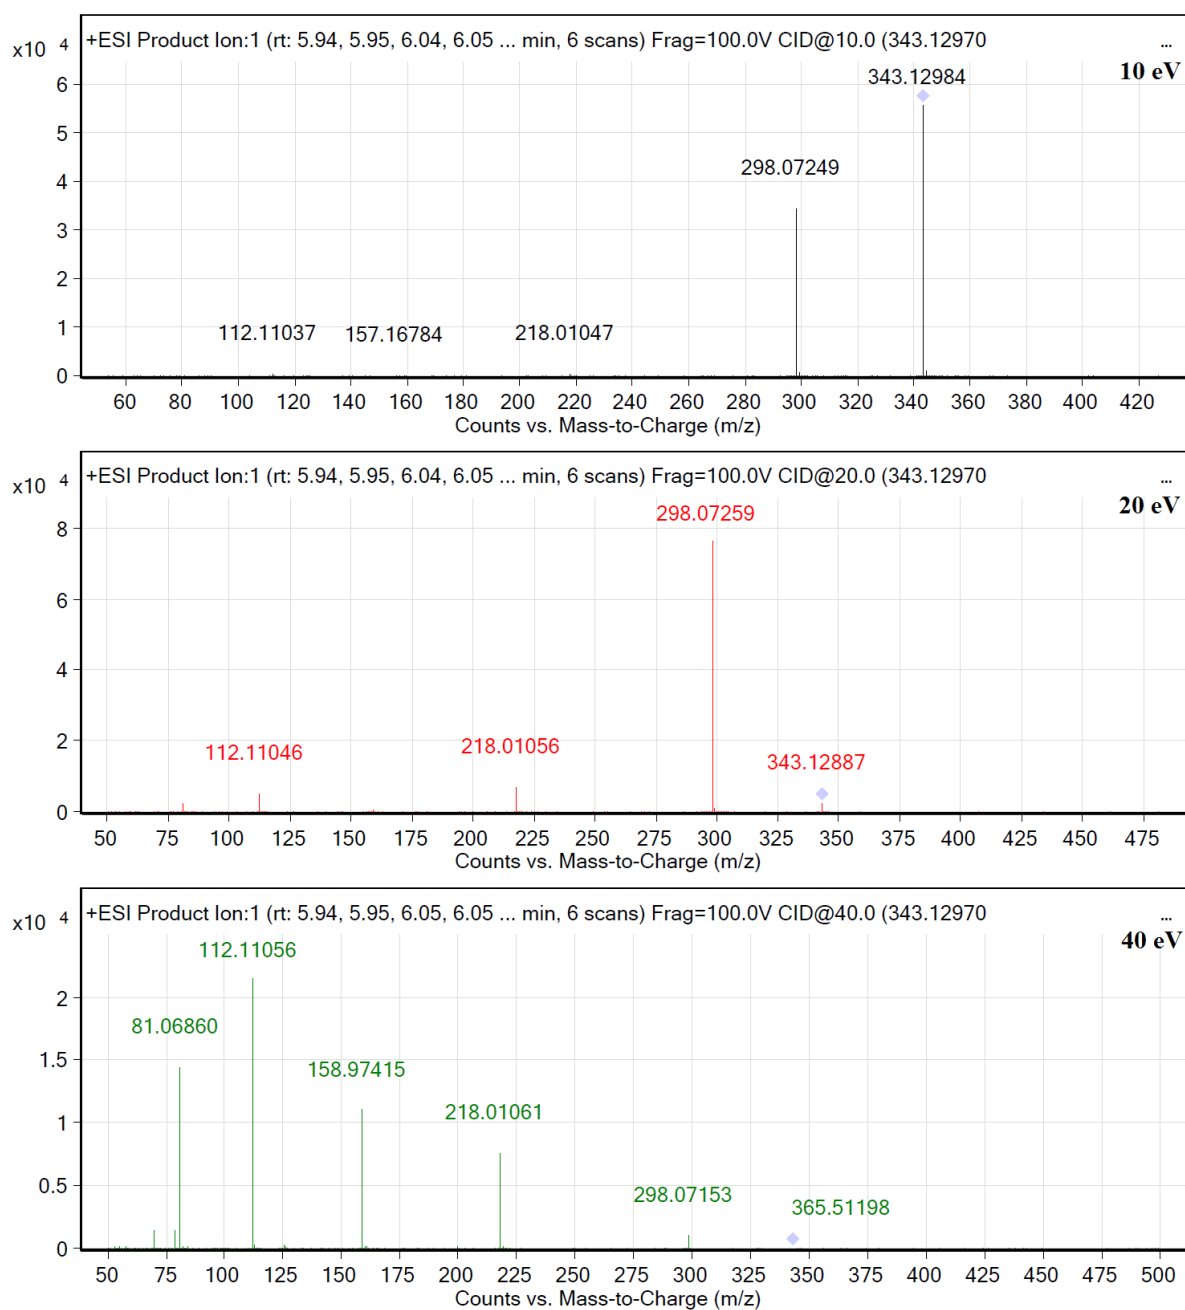 +ESI Product Ion:1 (rt: 5.94, 5.95, 6.04, 6.05 ... min, 6 scans) Frag=100.0V CID@10.0 (343.12970 ...
x10 4
10 eV
343.12984
6
5
4
298.07249
3
2
1
112.11037 157.16784 218.01047
0
60 80 100 120 140 160 180 200 220 240 260 280 300 320 340 360 380 400 420
Counts vs. Mass-to-Charge (m/z)
+ESI Product Ion:1 (rt: 5.94, 5.95, 6.04, 6.05 ... min, 6 scans) Frag=100.0V CID@20.0 (343.12970 ...
x10 4
20 eV
298.07259
8
6
4
2
112.11046 218.01056 343.12887
0
50 75 100 125 150 175 200 225 250 275 300 325 350 375 400 425 450 475
Counts vs. Mass-to-Charge (m/z)
+ESI Product Ion:1 (rt: 5.94, 5.95, 6.05, 6.05 ... min, 6 scans) Frag=100.0V CID@40.0 (343.12970 ...
x10 4
40 eV
112.11056
2
81.06860
1.5
158.97415
1
218.01061
0.5
298.07153 365.51198
0
50 75 100 125 150 175 200 225 250 275 300 325 350 375 400 425 450 475 500
Counts vs. Mass-to-Charge (m/z)